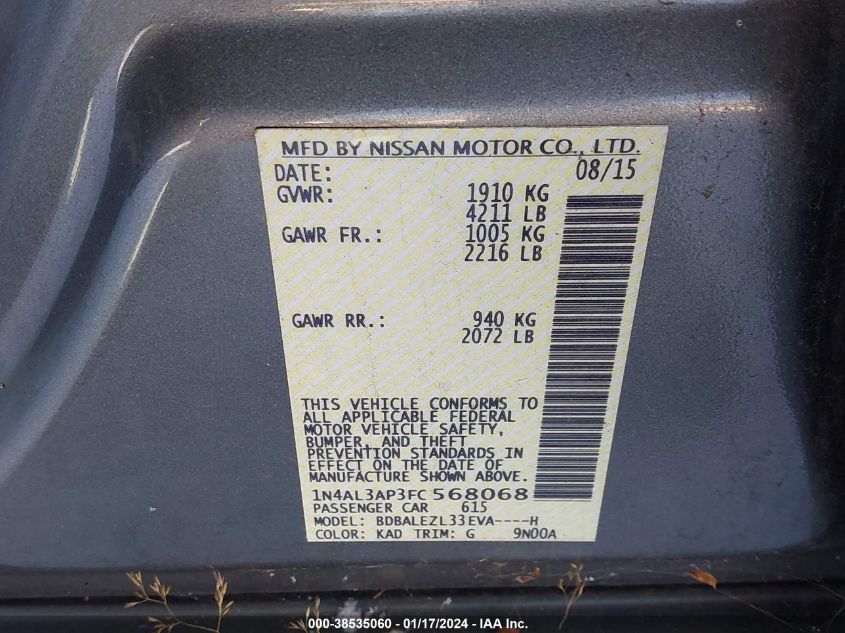 MFD BY NISSAN MOTOR CO., LTD.
DATE: 08/15
GVWR: 1910 KG
4211 LB
GAWR FR.: 1005 KG
2216 LB
GAWR RR.: 940 KG
2072 LB
THIS VEHICLE CONFORMS TO
ALL APPLICABLE FEDERAL
MOTOR VEHICLE SAFETY,
BUMPER, AND THEFT
PREVENTION STANDARDS IN
EFFECT ON THE DATE OF
MANUFACTURE SHOWN ABOVE.
1N4AL3AP3FC 568068
PASSENGER CAR 615
MODEL: BDBALEZL33EVA----H
COLOR: KAD TRIM: G 9N00A
000-38535060 - 01/17/2024 - IAA Inc.